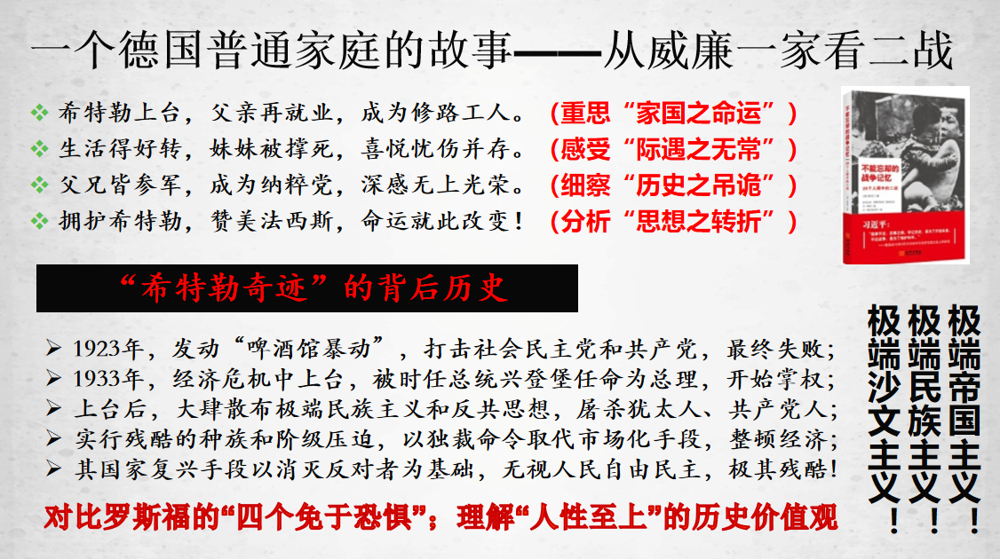 一个德国普通家庭的故事——从威廉一家看二战
希特勒上台，父亲再就业，成为修路工人。（重思“家国之命运”）
生活得好转，妹妹被撑死，喜悦忧伤并存。（感受“际遇之无常”）
父兄皆参军，成为纳粹党，深感无上光荣。（细察“历史之吊诡”）
拥护希特勒，赞美法西斯，命运就此改变！（分析“思想之转折”）
不能忘却的
战争记忆
习近平：
“希特勒奇迹”的背后历史
1923年，发动“啤酒馆暴动”，打击社会民主党和共产党，最终失败；
1933年，经济危机中上台，被时任总统兴登堡任命为总理，开始掌权；
上台后，大肆散布极端民族主义和反共思想，屠杀犹太人、共产党人；
实行残酷的种族和阶级压迫，以独裁命令取代市场化手段，整顿经济；
其国家复兴手段以消灭反对者为基础，无视人民自由民主，极其残酷！
极端帝国主义！
极端民族主义！
极端沙文主义！
对比罗斯福的“四个免于恐惧”；理解“人性至上”的历史价值观